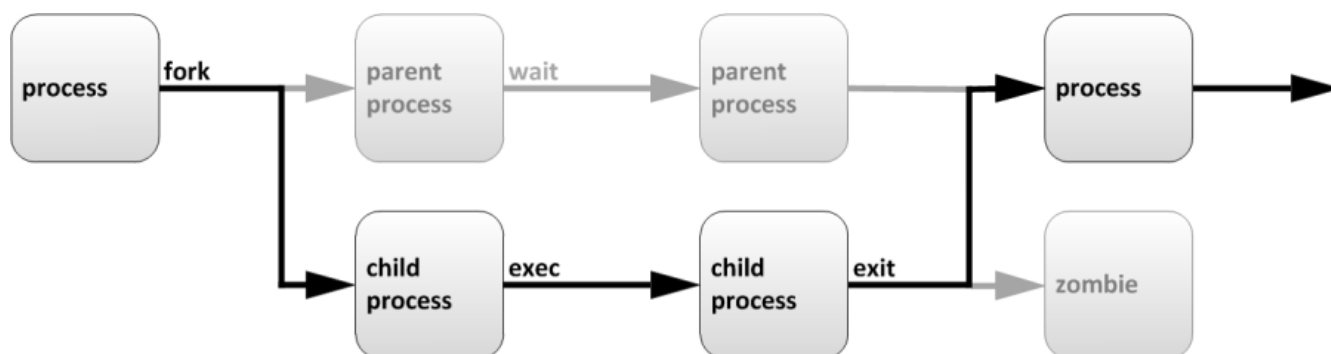 process
fork
parent
process
wait
parent
process
process
child
process
exec
child
process
exit
zombie